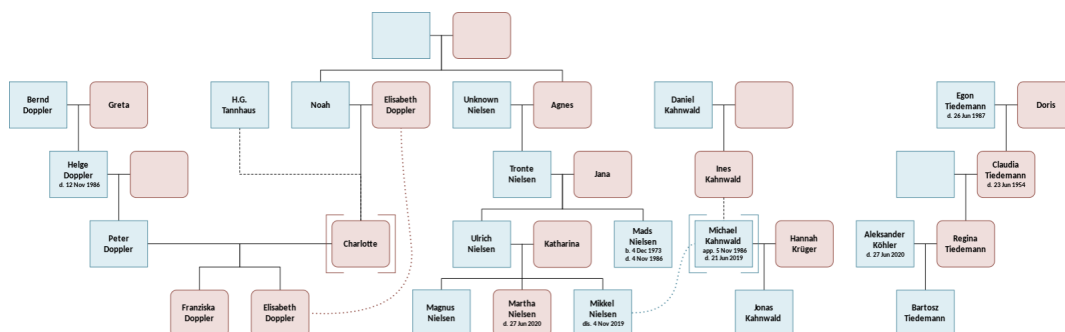 Bernd
Doppler
Greta
H.G.
Tannhaus
Noah
Elisabeth
Doppler
Unknown
Nielsen
Agnes
Daniel
Kahnwald
Egon
Tiedemann
d. 26 Jun 1987
Doris
Helge
Doppler
d. 12 Nov 1986
Tronte
Nielsen
Jana
Ines
Kahnwald
Claudia
Tiedemann
d. 23 Jun 1954
Peter
Doppler
Charlotte
Ulrich
Nielsen
Katharina
Mads
Nielsen
b. 4 Dec 1973
d. 4 Nov 1986
Michael
Kahnwald
app. 5 Nov 1986
d. 21 Jun 2019
Hannah
Krüger
Aleksander
Köhler
d. 27 Jun 2020
Regina
Tiedemann
Franziska
Doppler
Elisabeth
Doppler
Magnus
Nielsen
Martha
Nielsen
d. 27 Jun 2020
Mikkel
Nielsen
dis. 4 Nov 2019
Jonas
Kahnwald
Bartosz
Tiedemann